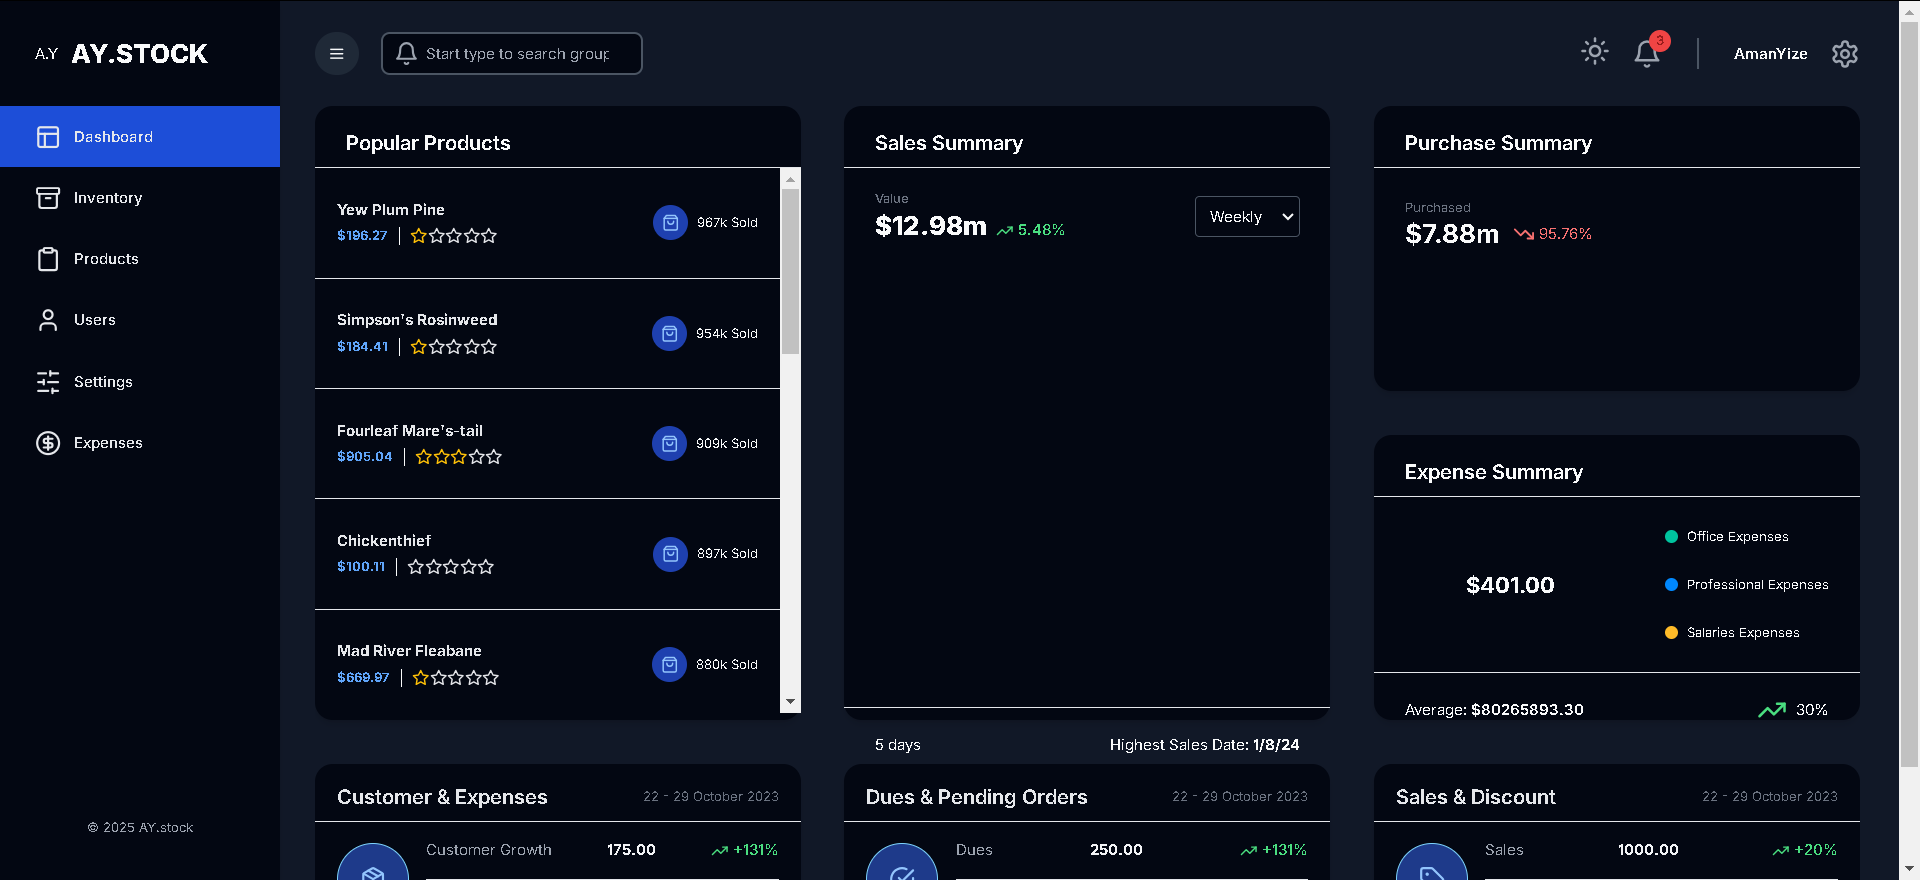 A.Y AY.STOCK
Start type to search group
3
AmanYize
Dashboard
Inventory
Products
Users
Settings
Expenses
© 2025 AY.stock
Popular Products
Yew Plum Pine
$196.27
967k Sold
Simpson's Rosinweed
$184.41
954k Sold
Fourleaf Mare's-tail
$905.04
909k Sold
Chickenthief
$100.11
897k Sold
Mad River Fleabane
$669.97
880k Sold
Sales Summary
Value
$12.98m 5.48%
Weekly
5 days
Highest Sales Date: 1/8/24
Purchase Summary
Purchased
$7.88m 95.76%
Expense Summary
$401.00
Office Expenses
Professional Expenses
Salaries Expenses
Average: $80265893.30
30%
Customer & Expenses
22 - 29 October 2023
Customer Growth 175.00 +131%
Dues & Pending Orders
22 - 29 October 2023
Dues 250.00 +131%
Sales & Discount
22 - 29 October 2023
Sales 1000.00 +20%